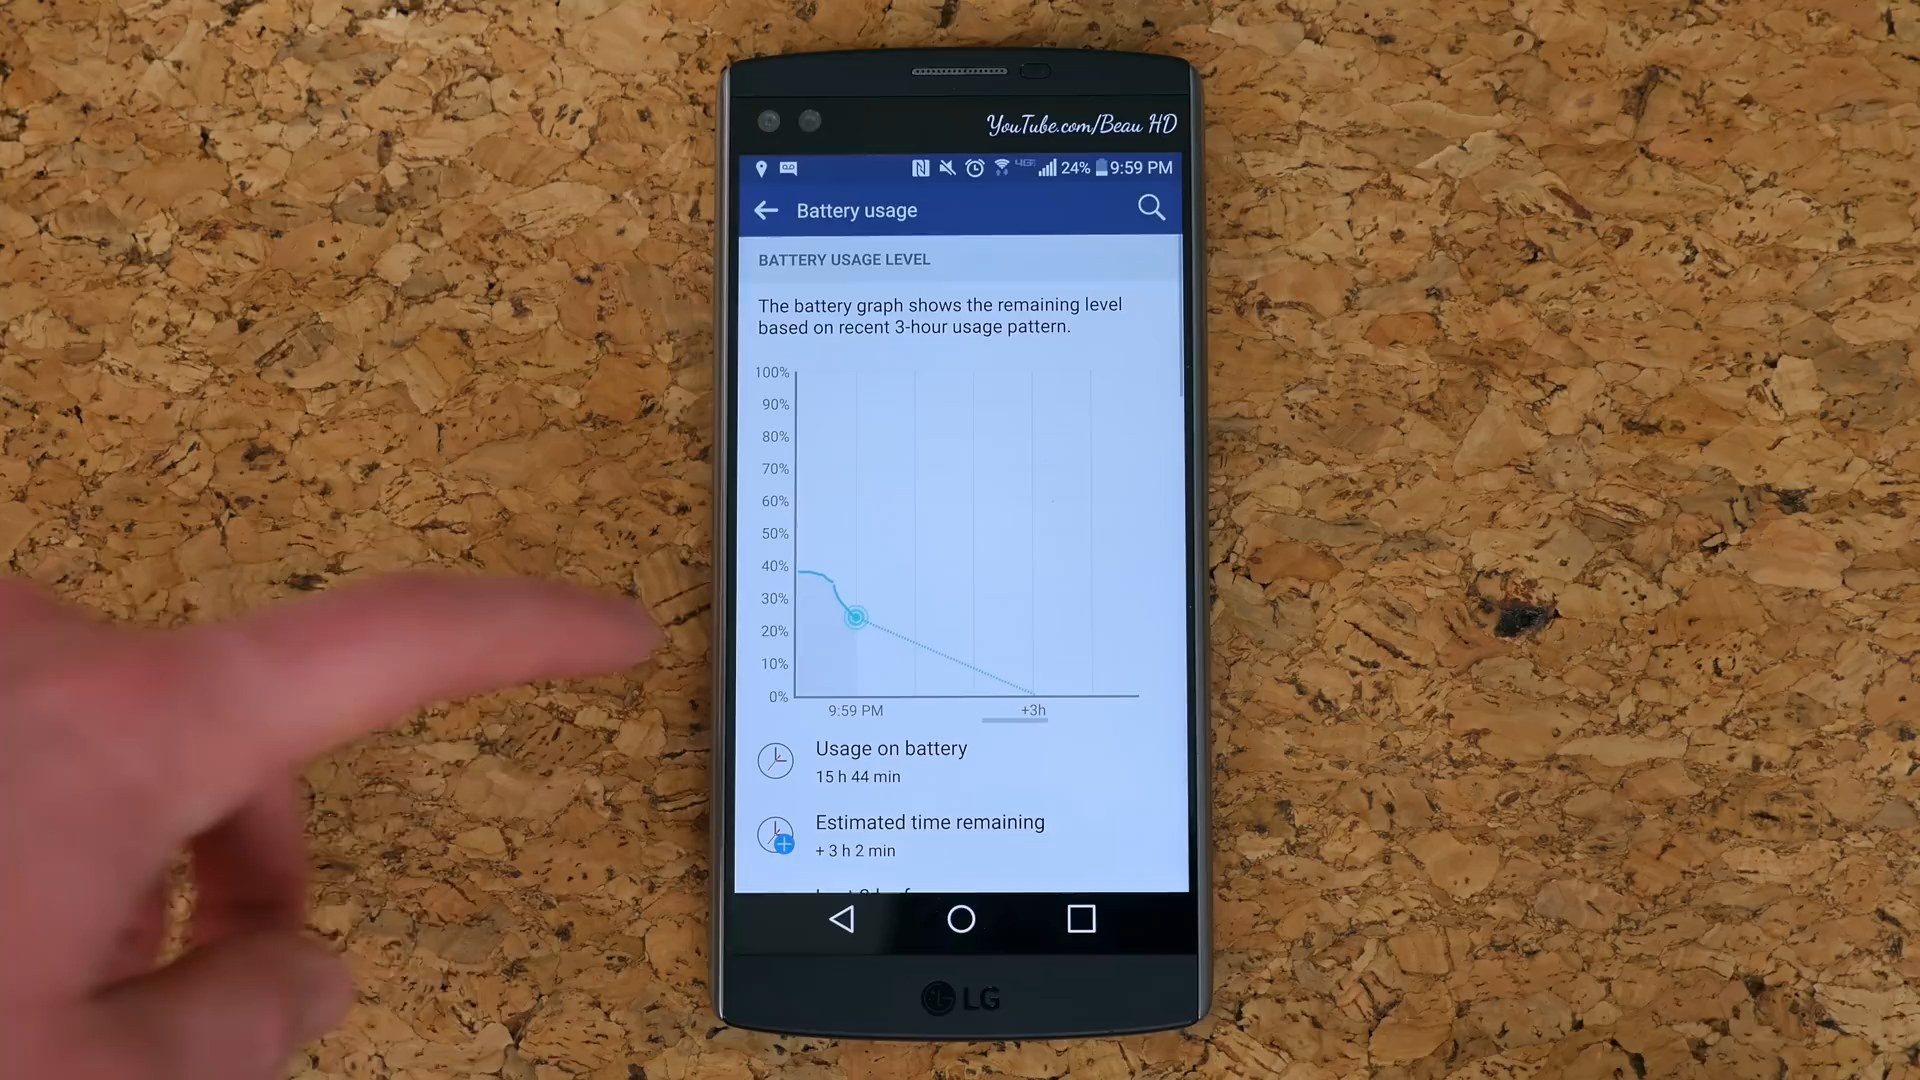 YouTube.com/Beau HD
24% 9:59 PM
Battery usage
BATTERY USAGE LEVEL
The battery graph shows the remaining level
based on recent 3-hour usage pattern.
100%
90%
80%
70%
60%
50%
40%
30%
20%
10%
0%
9:59 PM +3h
Usage on battery
15 h 44 min
Estimated time remaining
+ 3 h 2 min
LG